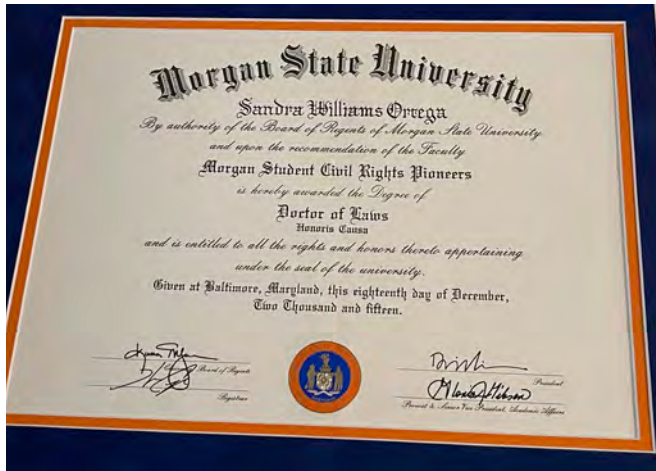 Morgan State University
Sandra Williams Ortega
By authority of the Board of Regents of Morgan State University
and upon the recommendation of the Faculty
Morgan Student Civil Rights Pioneers
is hereby awarded the Degree of
Doctor of Laws
Honoris Causa
and is entitled to all the rights and honors thereto appertaining
under the seal of the university.
Given at Baltimore, Maryland, this eighteenth day of December,
Two Thousand and fifteen.
Board of Regents
President
Registrar
Provost & Senior Vice President, Academic Affairs